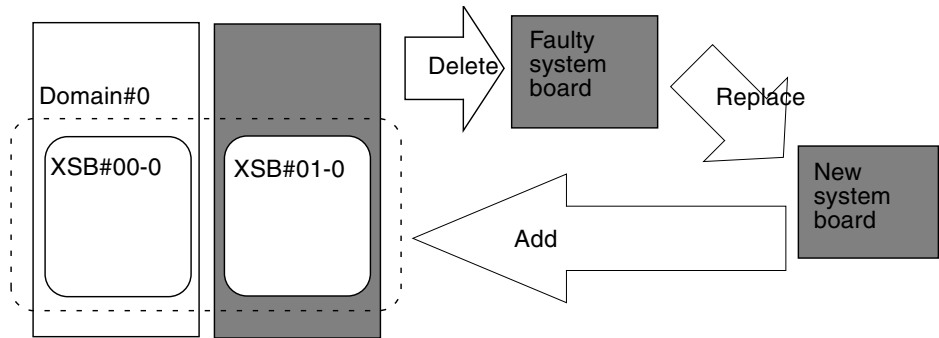 Domain#0
XSB#00-0
XSB#01-0
Delete
Faulty
system
board
Replace
New
system
board
Add